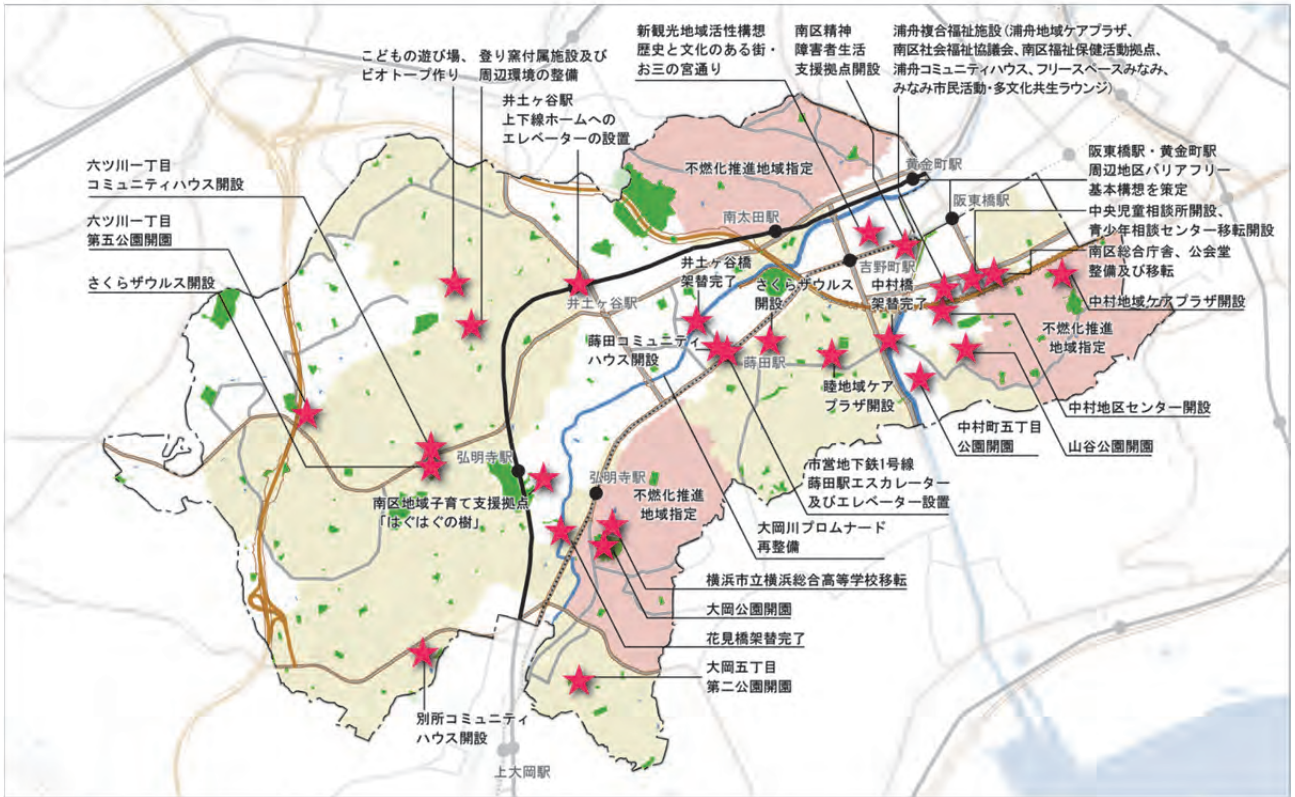 こどもの遊び場、
ビオトープ作り
登り窯付属施設及び
周辺環境の整備
井土ヶ谷駅
上下線ホームへの
エレベーターの設置
新観光地域活性構想
歴史と文化のある街・
お三の宮通り
南区精神
障害者生活
支援拠点開設
浦舟複合福祉施設（浦舟地域ケアプラザ、
南区社会福祉協議会、南区福祉保健活動拠点、
浦舟コミュニティハウス、フリースペースみなみ、
みなみ市民活動・多文化共生ラウンジ）
六ツ川一丁目
コミュニティハウス開設
六ツ川一丁目
第五公園開園
さくらザウルス開設
不燃化推進地域指定
黄金町駅
阪東橋駅
南太田駅
吉野町駅
阪東橋駅・黄金町駅
周辺地区バリアフリー
基本構想を策定
中央児童相談所開設、
青少年相談センター移転開設
南区総合庁舎、公会堂
整備及び移転
中村地域ケアプラザ開設
井土ヶ谷橋
架替完了
さくらザウルス
開設
中村橋
架替完了
井土ヶ谷駅
不燃化推進
地域指定
蒔田コミュニティ
ハウス開設
蒔田駅
睦地域ケア
プラザ開設
中村地区センター開設
中村町五丁目
公園開園
山谷公園開園
弘明寺駅
弘明寺駅
南区地域子育て支援拠点
「はぐはぐの樹」
不燃化推進
地域指定
市営地下鉄1号線
蒔田駅エスカレーター
及びエレベーター設置
大岡川プロムナード
再整備
横浜市立横浜総合高等学校移転
大岡公園開園
花見橋架替完了
大岡五丁目
第二公園開園
別所コミュニティ
ハウス開設
上大岡駅